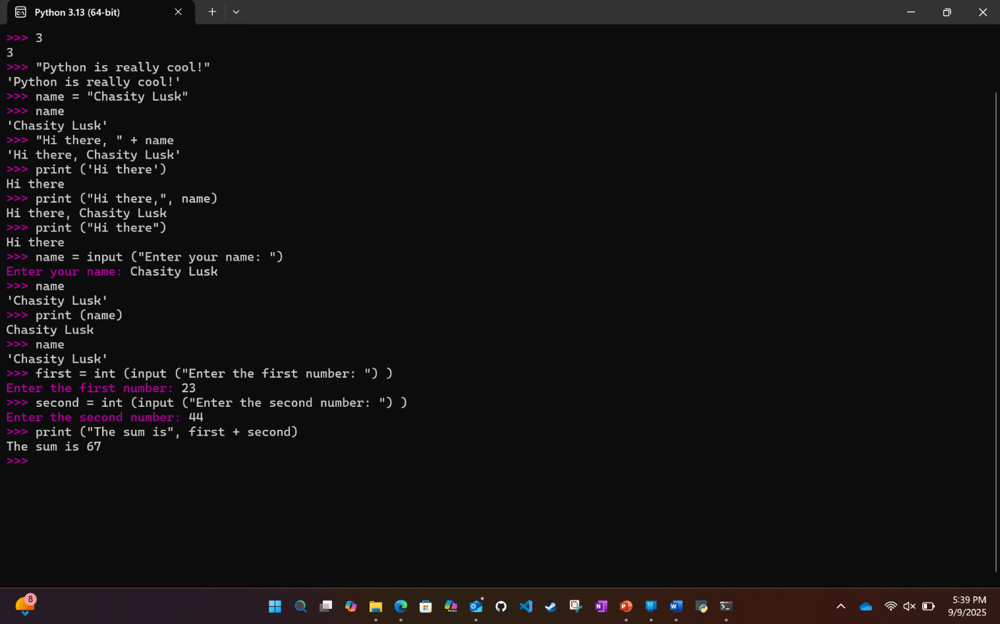 Python 3.13 (64-bit)
>>> 3
3
>>> "Python is really cool!"
'Python is really cool!'
>>> name = "Chasity Lusk"
>>> name
'Chasity Lusk'
>>> "Hi there, " + name
'Hi there, Chasity Lusk'
>>> print ('Hi there')
Hi there
>>> print ("Hi there,", name)
Hi there, Chasity Lusk
>>> print ("Hi there")
Hi there
>>> name = input ("Enter your name: ")
Enter your name: Chasity Lusk
>>> name
'Chasity Lusk'
>>> print (name)
Chasity Lusk
>>> name
'Chasity Lusk'
>>> first = int (input ("Enter the first number: ") )
Enter the first number: 23
>>> second = int (input ("Enter the second number: ") )
Enter the second number: 44
>>> print ("The sum is", first + second)
The sum is 67
>>>
8
M365
5:39 PM
9/9/2025